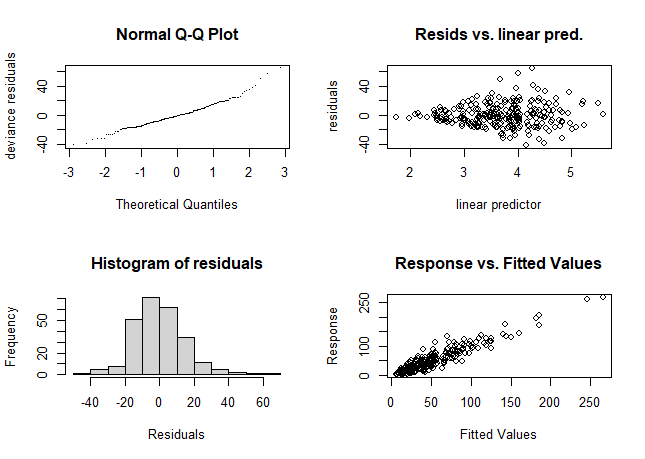 Normal Q-Q Plot
deviance residuals
-40 0 40
-3 -2 -1 0 1 2 3
Theoretical Quantiles
Resids vs. linear pred.
residuals
-40 0 40
2 3 4 5
linear predictor
Histogram of residuals
Frequency
0 20 50
-40 -20 0 20 40 60
Residuals
Response vs. Fitted Values
Response
0 100 250
0 50 100 150 200 250
Fitted Values